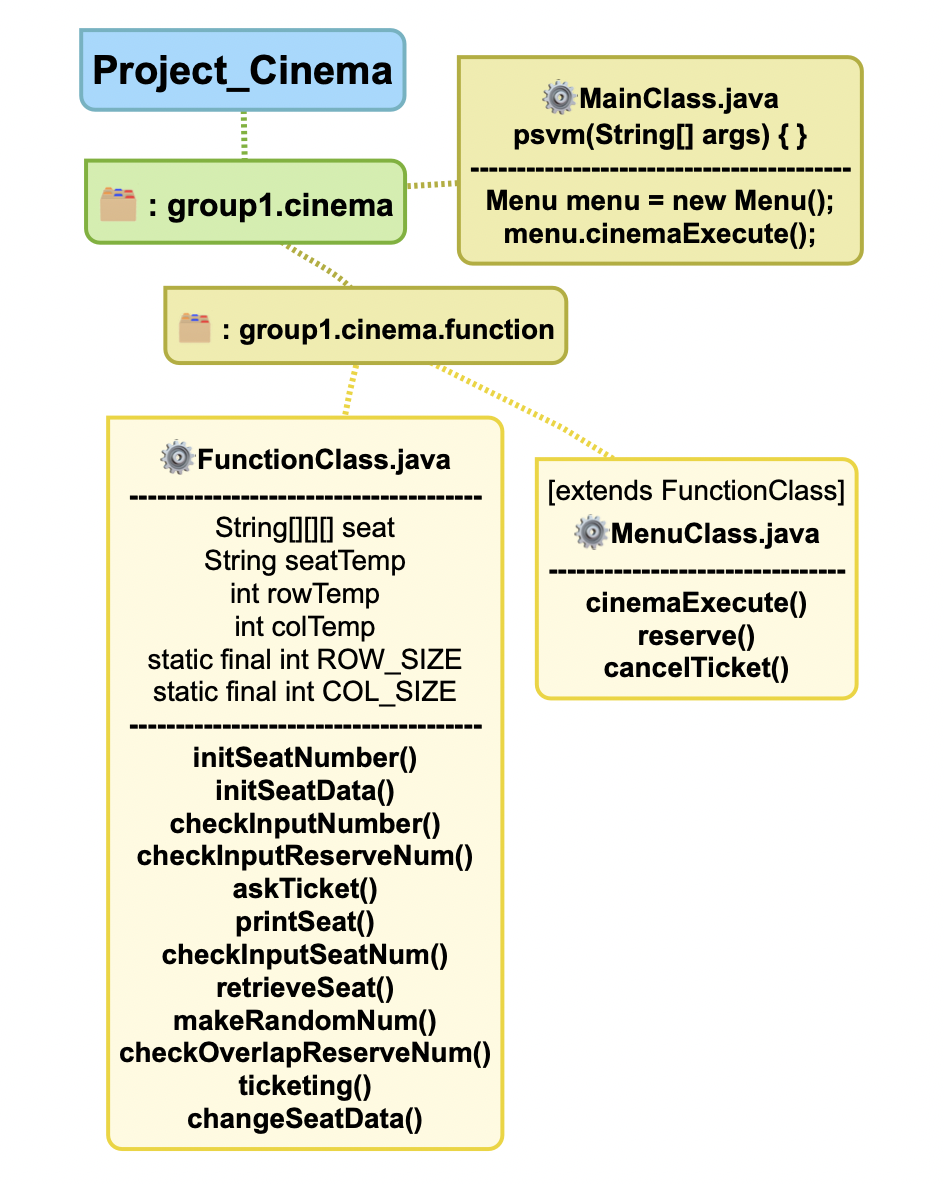 Project_Cinema
MainClass.java
psvm(String[] args) { }
-----------------------------------------
Menu menu = new Menu();
menu.cinemaExecute();
: group1.cinema
: group1.cinema.function
FunctionClass.java
--------------------------------------
String[][][] seat
String seatTemp
int rowTemp
int colTemp
static final int ROW_SIZE
static final int COL_SIZE
--------------------------------------
initSeatNumber()
initSeatData()
checkInputNumber()
checkInputReserveNum()
askTicket()
printSeat()
checkInputSeatNum()
retrieveSeat()
makeRandomNum()
checkOverlapReserveNum()
ticketing()
changeSeatData()
[extends FunctionClass]
MenuClass.java
--------------------------------
cinemaExecute()
reserve()
cancelTicket()